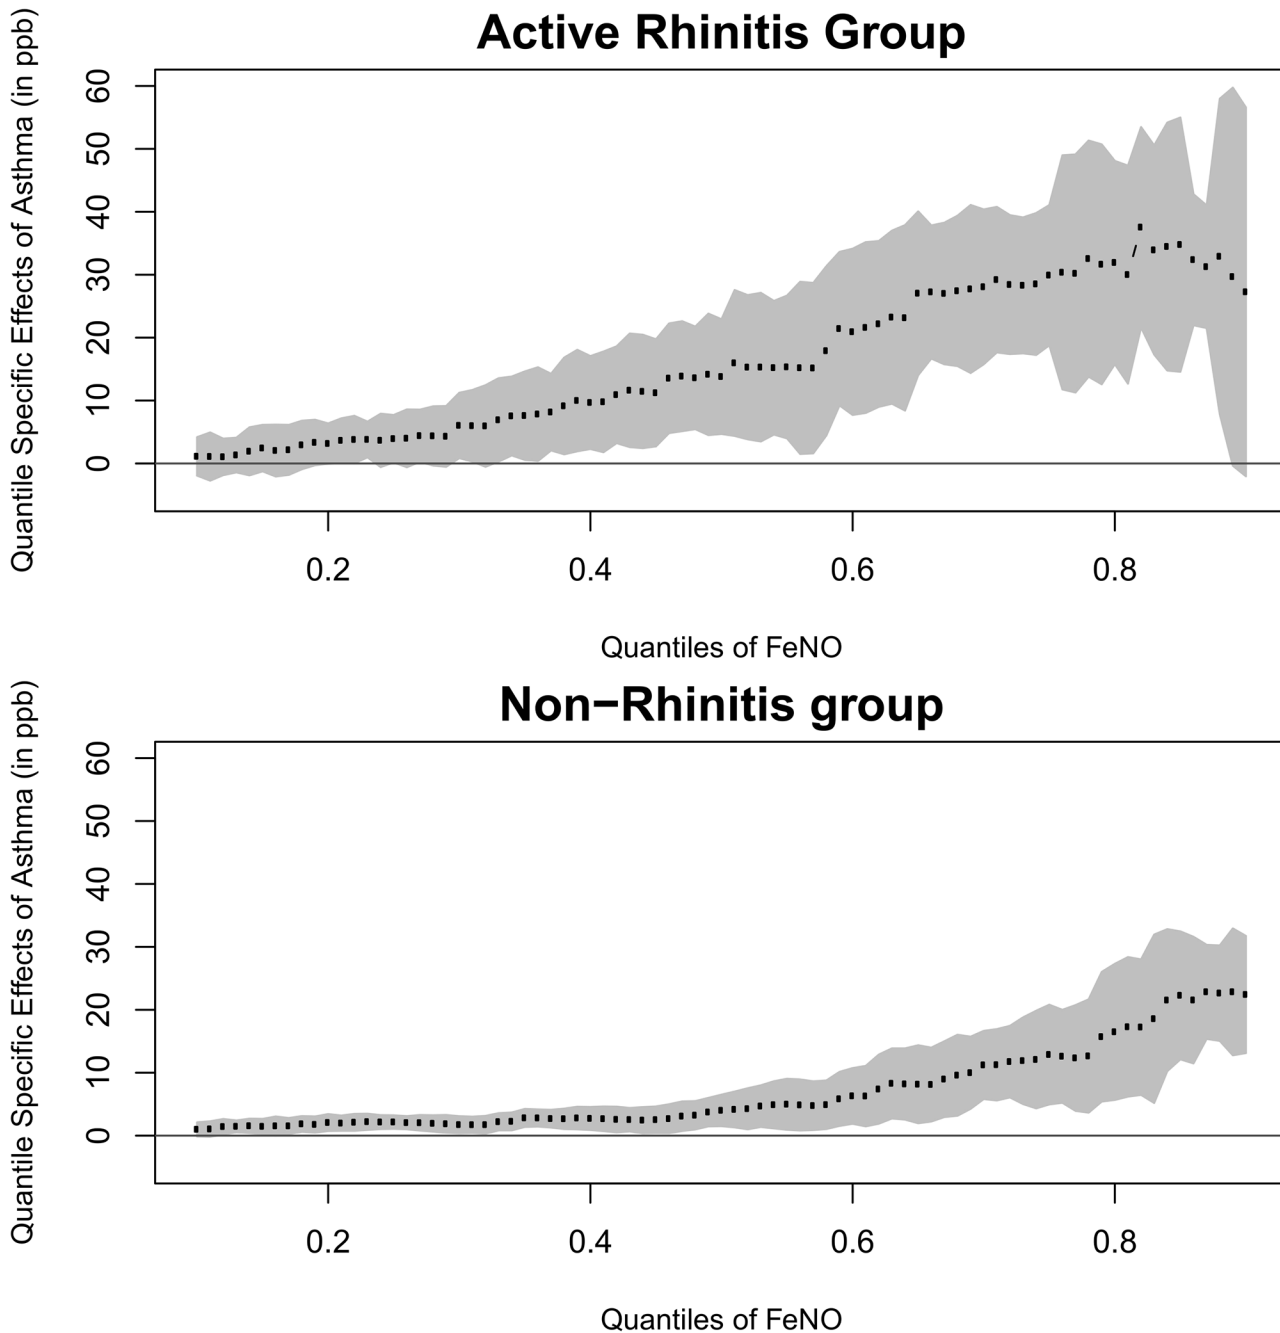 Active Rhinitis Group
Quantile Specific Effects of Asthma (in ppb)
60
50
40
30
20
10
0
0.2 0.4 0.6 0.8
Quantiles of FeNO
Non−Rhinitis group
Quantile Specific Effects of Asthma (in ppb)
60
50
40
30
20
10
0
0.2 0.4 0.6 0.8
Quantiles of FeNO